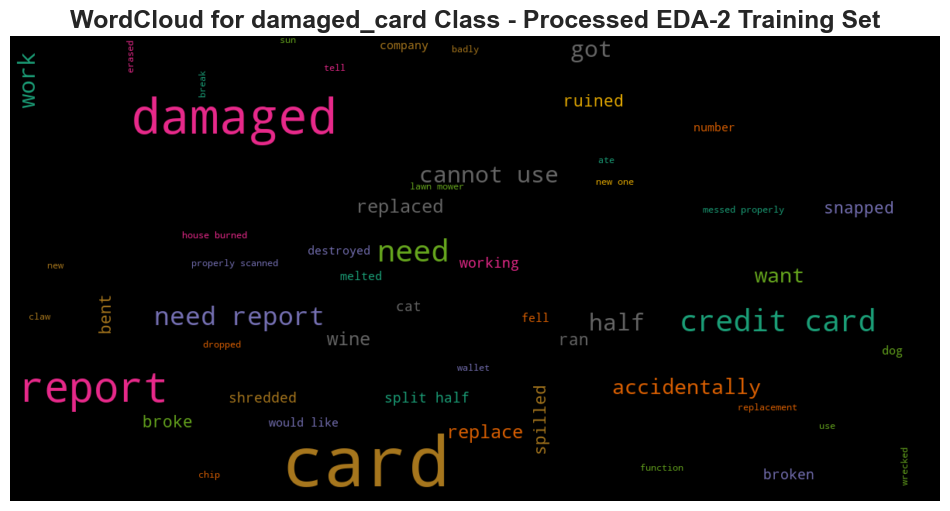 WordCloud for damaged_card Class - Processed EDA-2 Training Set
work
erased
sun
company
badly
got
tell
break
damaged
ruined
number
cannot use
ate
new one
lawn mower
replaced
messed properly
snapped
house burned
destroyed
need
properly scanned
working
new
melted
want
claw
bent
need report
cat
fell
half
credit card
wine
ran
dropped
dog
wallet
report
accidentally
shredded
split half
spilled
replacement
broke
would like
replace
use
card
chip
function
broken
wrecked